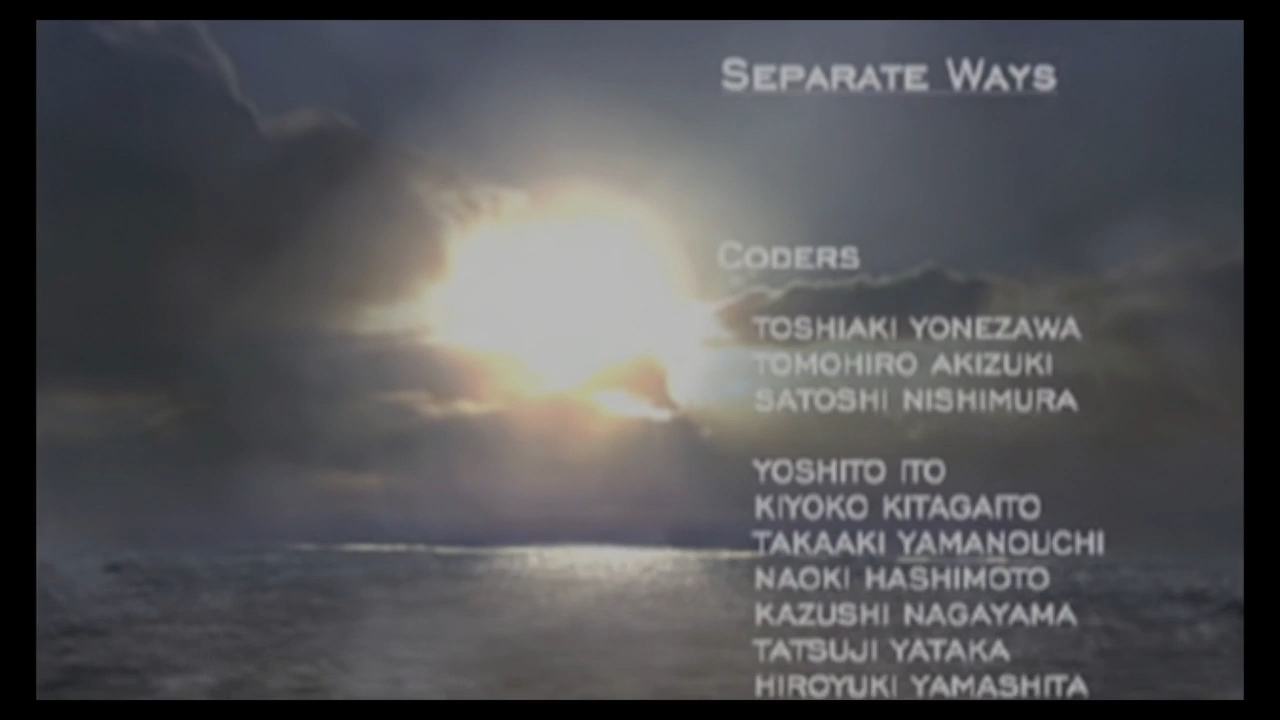 SEPARATE WAYS
CODERS
TOSHIAKI YONEZAWA
TOMOHIRO AKIZUKI
SATOSHI NISHIMURA
YOSHITO ITO
KIYOKO KITAGAITO
TAKAAKI YAMANOUCHI
NAOKI HASHIMOTO
KAZUSHI NAGAYAMA
TATSUJI YATAKA
HIROYUKI YAMASHITA